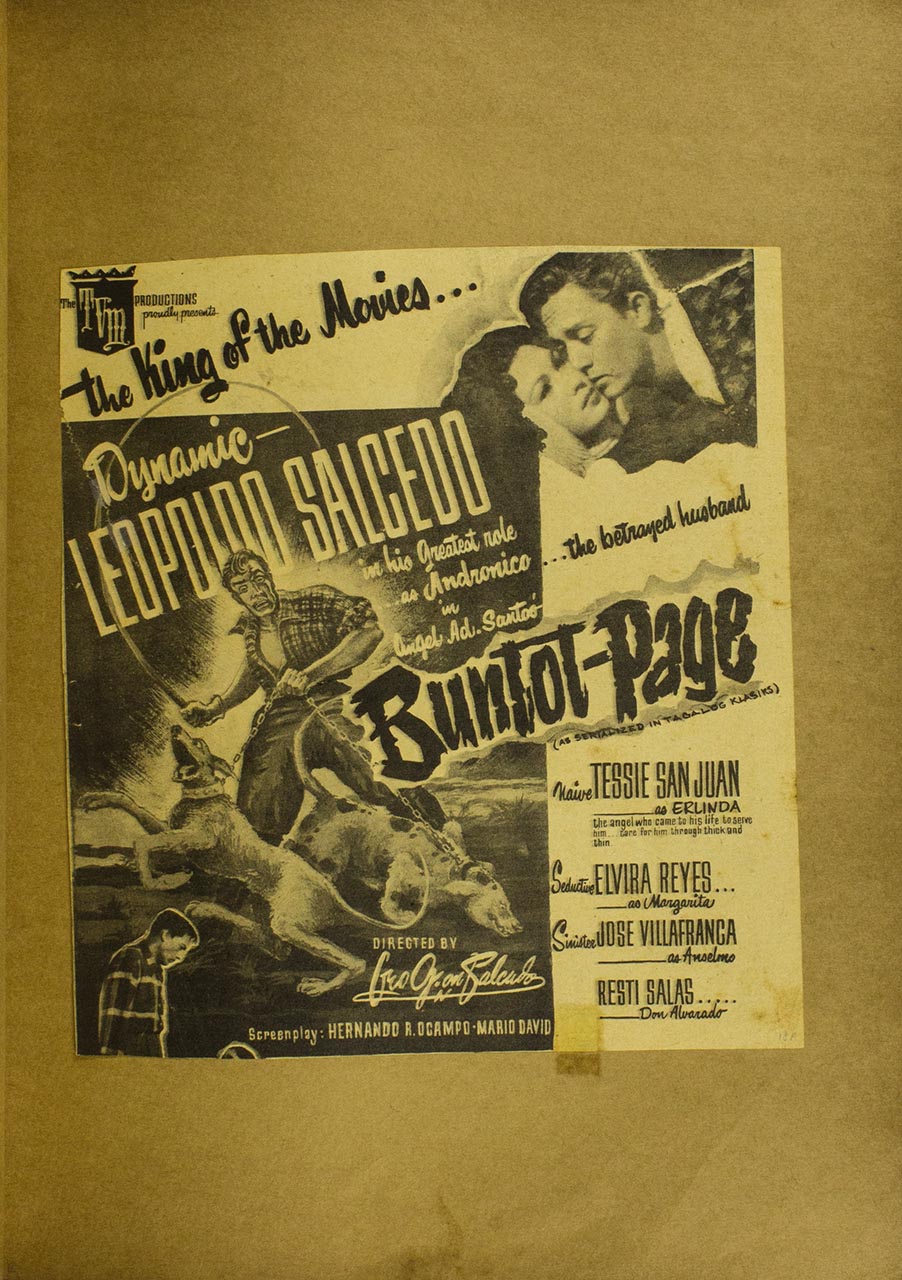 The TVM PRODUCTIONS
proudly presents
the King of the Movies...
Dynamic—
LEOPOLDO SALCEDO
in his Greatest role
as Andronico
in
Angel Ad. Santos'
...the betrayed husband
Buntot-Page
(AS SERIALIZED IN TAGALOG KLASIKS)
Naive TESSIE SAN JUAN
as ERLINDA
the angel who came to his life to serve
him... care for him through thick and
thin.
Seductive ELVIRA REYES...
as Margarita
Sinister JOSE VILLAFRANCA
as Anselmo
RESTI SALAS.....
Don Alvarado
DIRECTED BY
Salcedo
Screenplay: HERNANDO R. OCAMPO · MARIO DAVID